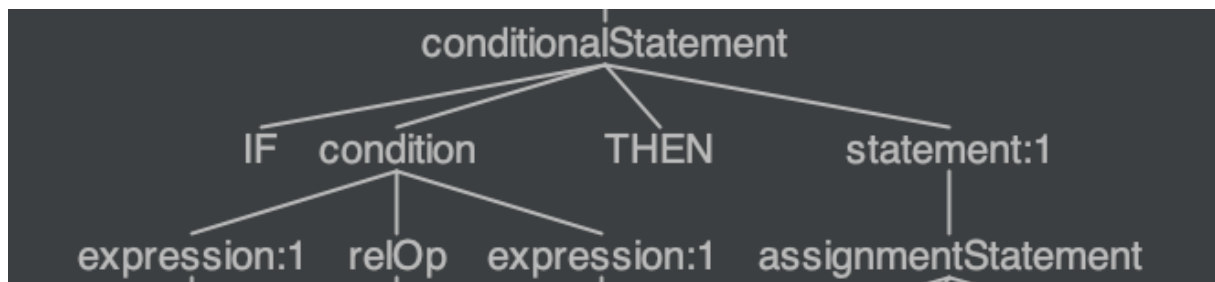 conditionalStatement
IF condition THEN statement:1
expression:1 relOp expression:1 assignmentStatement